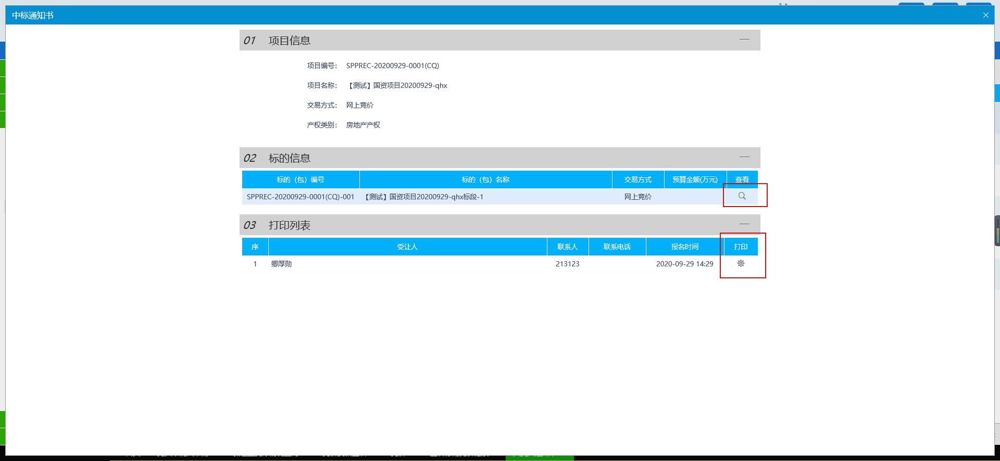 中标通知书
01 项目信息
项目编号： SPPREC-20200929-0001(CQ)
项目名称： 【测试】国资项目20200929-qhx
交易方式： 网上竞价
产权类别： 房地产产权
02 标的信息
标的（包）编号 标的（包）名称 交易方式 预算金额(万元) 查看
SPPREC-20200929-0001(CQ)-001 【测试】国资项目20200929-qhx标段-1 网上竞价
03 打印列表
序 受让人 联系人 联系电话 报名时间 打印
1 卿厚勋 213123 2020-09-29 14:29